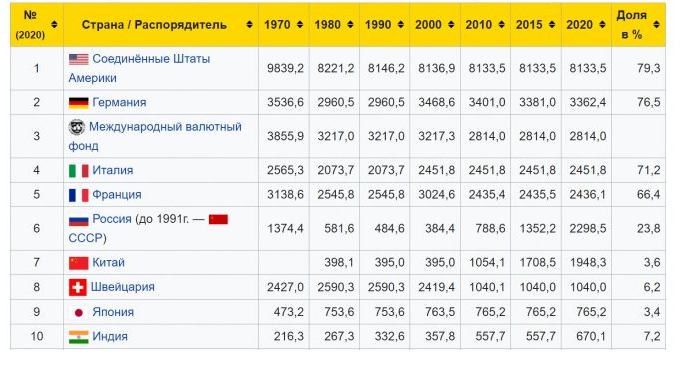 № (2020) Страна / Распорядитель 1970 1980 1990 2000 2010 2015 2020 Доля в %
1 Соединённые Штаты Америки 9839,2 8221,2 8146,2 8136,9 8133,5 8133,5 8133,5 79,3
2 Германия 3536,6 2960,5 2960,5 3468,6 3401,0 3381,0 3362,4 76,5
3 Международный валютный фонд 3855,9 3217,0 3217,0 3217,3 2814,0 2814,0 2814,0
4 Италия 2565,3 2073,7 2073,7 2451,8 2451,8 2451,8 2451,8 71,2
5 Франция 3138,6 2545,8 2545,8 3024,6 2435,4 2435,5 2436,1 66,4
6 Россия (до 1991г. — СССР) 1374,4 581,6 484,6 384,4 788,6 1352,2 2298,5 23,8
7 Китай 398,1 395,0 395,0 1054,1 1708,5 1948,3 3,6
8 Швейцария 2427,0 2590,3 2590,3 2419,4 1040,1 1040,0 1040,0 6,2
9 Япония 473,2 753,6 753,6 763,5 765,2 765,2 765,2 3,4
10 Индия 216,3 267,3 332,6 357,8 557,7 557,7 670,1 7,2